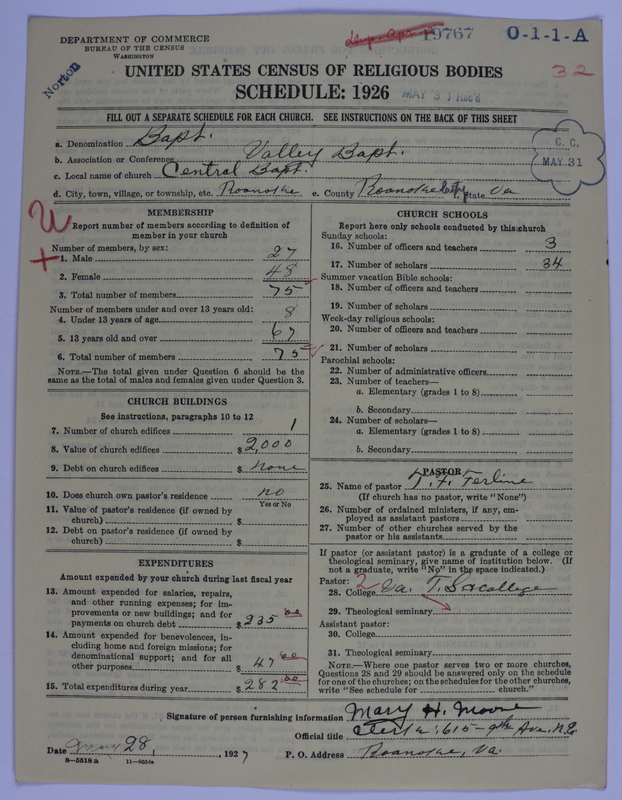 DEPARTMENT OF COMMERCE
BUREAU OF THE CENSUS
WASHINGTON
19767
O-1-1-A
Norton
32
UNITED STATES CENSUS OF RELIGIOUS BODIES
SCHEDULE: 1926
MAY 31 Rec'd
FILL OUT A SEPARATE SCHEDULE FOR EACH CHURCH. SEE INSTRUCTIONS ON THE BACK OF THIS SHEET
C. C.
MAY. 31
a. Denomination Bapt.
b. Association or Conference Valley Bapt.
c. Local name of church Central Bapt.
d. City, town, village, or township, etc. Roanoke e. County Roanoke City f. State Va
MEMBERSHIP
Report number of members according to definition of member in your church
Number of members, by sex:
1. Male 27
2. Female 48
3. Total number of members 75
Number of members under and over 13 years old:
4. Under 13 years of age 8
5. 13 years old and over 67
6. Total number of members 75
NOTE.—The total given under Question 6 should be the same as the total of males and females given under Question 3.
CHURCH BUILDINGS
See instructions, paragraphs 10 to 12
7. Number of church edifices 1
8. Value of church edifices $ 2,000
9. Debt on church edifices $ None
10. Does church own pastor's residence no
Yes or No
11. Value of pastor's residence (if owned by church) $
12. Debt on pastor's residence (if owned by church) $
EXPENDITURES
Amount expended by your church during last fiscal year
13. Amount expended for salaries, repairs, and other running expenses; for improvements or new buildings; and for payments on church debt $ 235 00
14. Amount expended for benevolences, including home and foreign missions; for denominational support; and for all other purposes $ 47 00
15. Total expenditures during year $ 282 00
CHURCH SCHOOLS
Report here only schools conducted by this church
Sunday schools:
16. Number of officers and teachers 3
17. Number of scholars 34
Summer vacation Bible schools:
18. Number of officers and teachers
19. Number of scholars
Week-day religious schools:
20. Number of officers and teachers
21. Number of scholars
Parochial schools:
22. Number of administrative officers
23. Number of teachers—
a. Elementary (grades 1 to 8)
b. Secondary
24. Number of scholars—
a. Elementary (grades 1 to 8)
b. Secondary
PASTOR
25. Name of pastor T. F. Ferline
(If church has no pastor, write "None")
26. Number of ordained ministers, if any, employed as assistant pastors
27. Number of other churches served by the pastor or his assistants
If pastor (or assistant pastor) is a graduate of a college or theological seminary, give name of institution below. (If not a graduate, write "No" in the space indicated.)
Pastor:
28. College Va. T. S & College
29. Theological seminary
Assistant pastor:
30. College
31. Theological seminary
NOTE.—Where one pastor serves two or more churches, Questions 28 and 29 should be answered only on the schedule for one of the churches; on the schedules for the other churches, write "See schedule for church."
Signature of person furnishing information Mary H. Moore
Official title Clerk 615-9th Ave. N.E.
Date May 28, 1927 P. O. Address Roanoke, Va.
8-5518 a 11-9024a